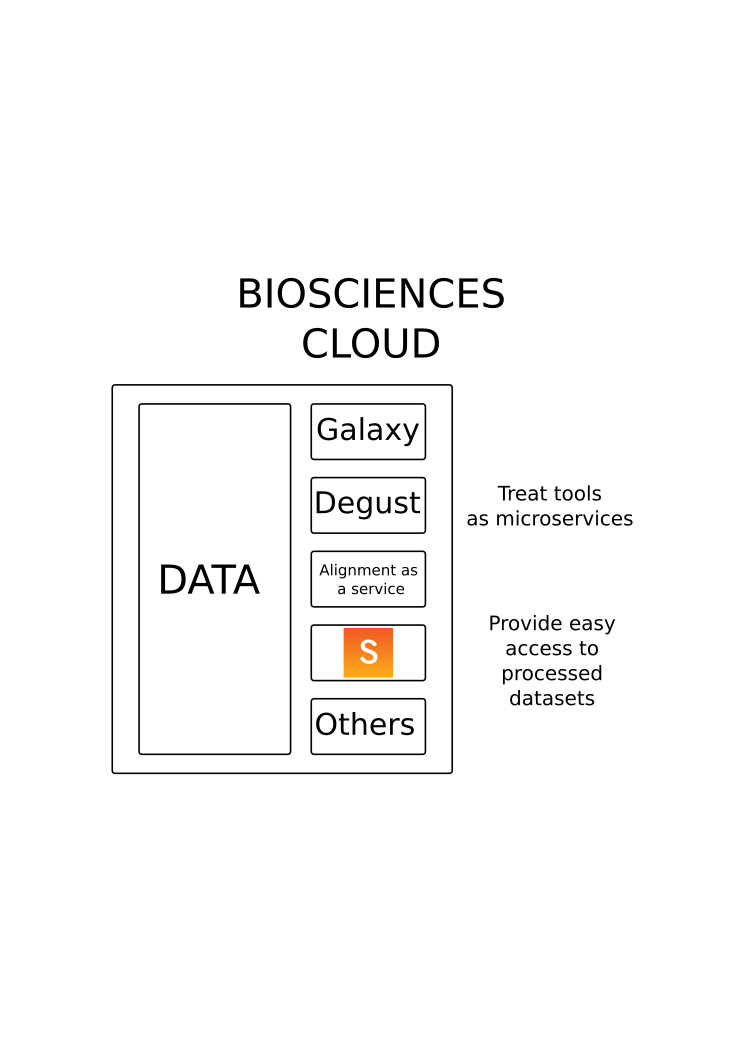 BIOSCIENCES
CLOUD
DATA
Galaxy
Degust
Alignment as
a service
S
Others
Treat tools
as microservices
Provide easy
access to
processed
datasets